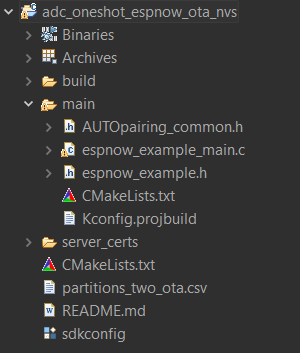 adc_oneshot_espnow_ota_nvs
Binaries
Archives
build
main
AUTOpairing_common.h
espnow_example_main.c
espnow_example.h
CMakeLists.txt
Kconfig.projbuild
server_certs
CMakeLists.txt
partitions_two_ota.csv
README.md
sdkconfig